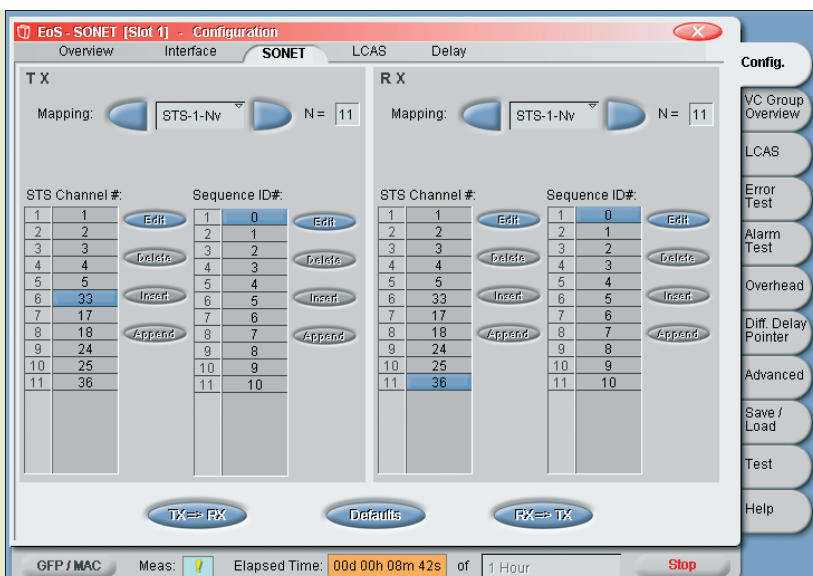 EoS - SONET [Slot 1] - Configuration
Overview Interface SONET LCAS Delay
TX
Mapping: STS-1-Nv N = 11
STS Channel #: Sequence ID#:
1 1 Edit 1 0 Edit
2 2 2 1
3 3 Delete 3 2 Delete
4 4 4 3
5 5 Insert 5 4 Insert
6 33 6 5
7 17 Append 7 6 Append
8 18 8 7
9 24 9 8
10 25 10 9
11 36 11 10
RX
Mapping: STS-1-Nv N = 11
STS Channel #: Sequence ID#:
1 1 Edit 1 0 Edit
2 2 2 1
3 3 Delete 3 2 Delete
4 4 4 3
5 5 Insert 5 4 Insert
6 33 6 5
7 17 Append 7 6 Append
8 18 8 7
9 24 9 8
10 25 10 9
11 36 11 10
TX=> RX Defaults RX=> TX
Config.
VC Group
Overview
LCAS
Error
Test
Alarm
Test
Overhead
Diff. Delay
Pointer
Advanced
Save /
Load
Test
Help
GFP / MAC Meas: ! Elapsed Time: 00d 00h 08m 42s of 1 Hour Stop